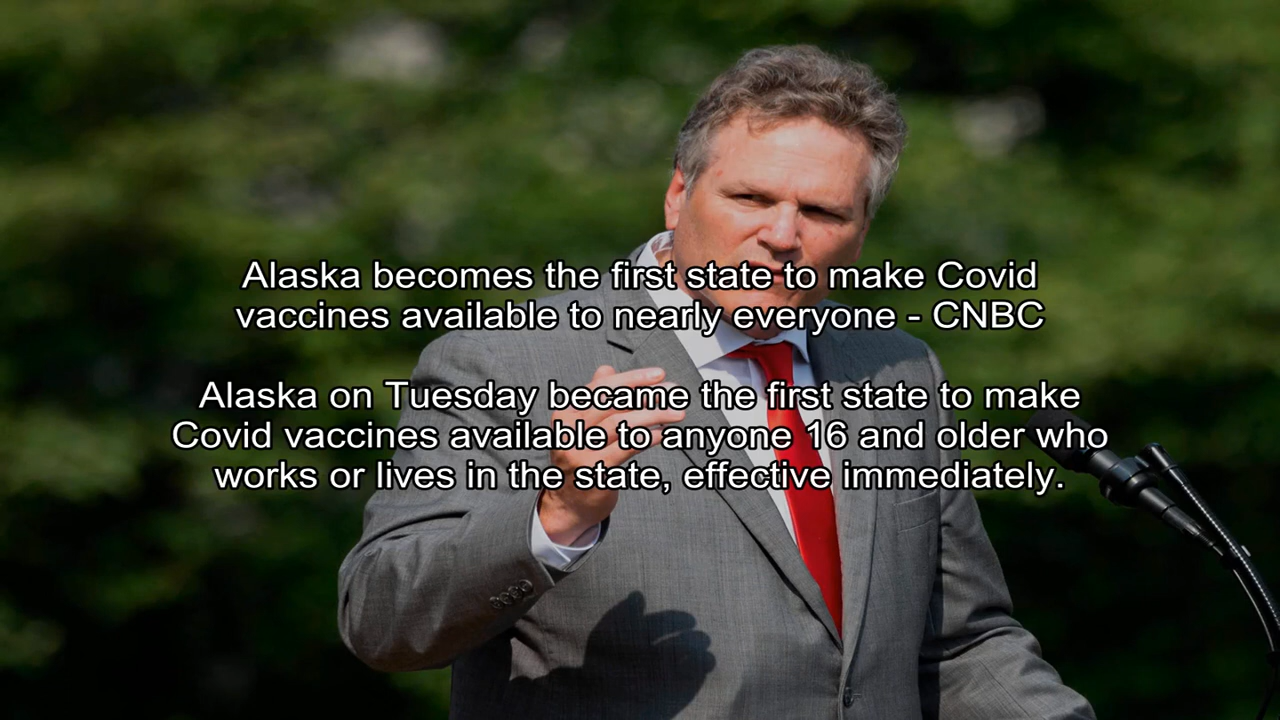 Alaska becomes the first state to make Covid
vaccines available to nearly everyone - CNBC
Alaska on Tuesday became the first state to make
Covid vaccines available to anyone 16 and older who
works or lives in the state, effective immediately.